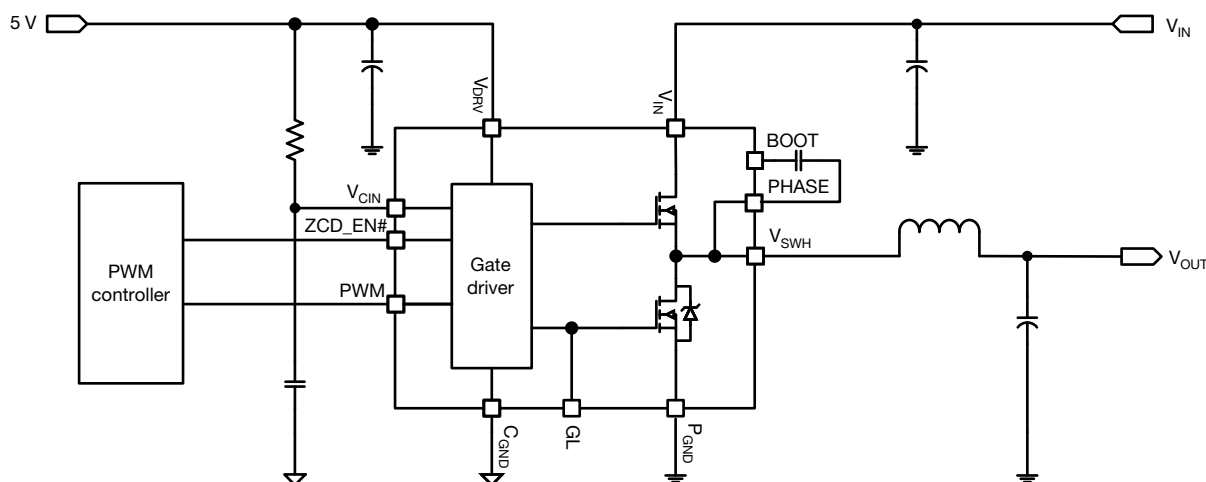 5 V
V_IN
V_DRV
V_IN
BOOT
PHASE
V_CIN
ZCD_EN#
V_SWH
PWM
controller
Gate
driver
PWM
V_OUT
C_GND
GL
P_GND